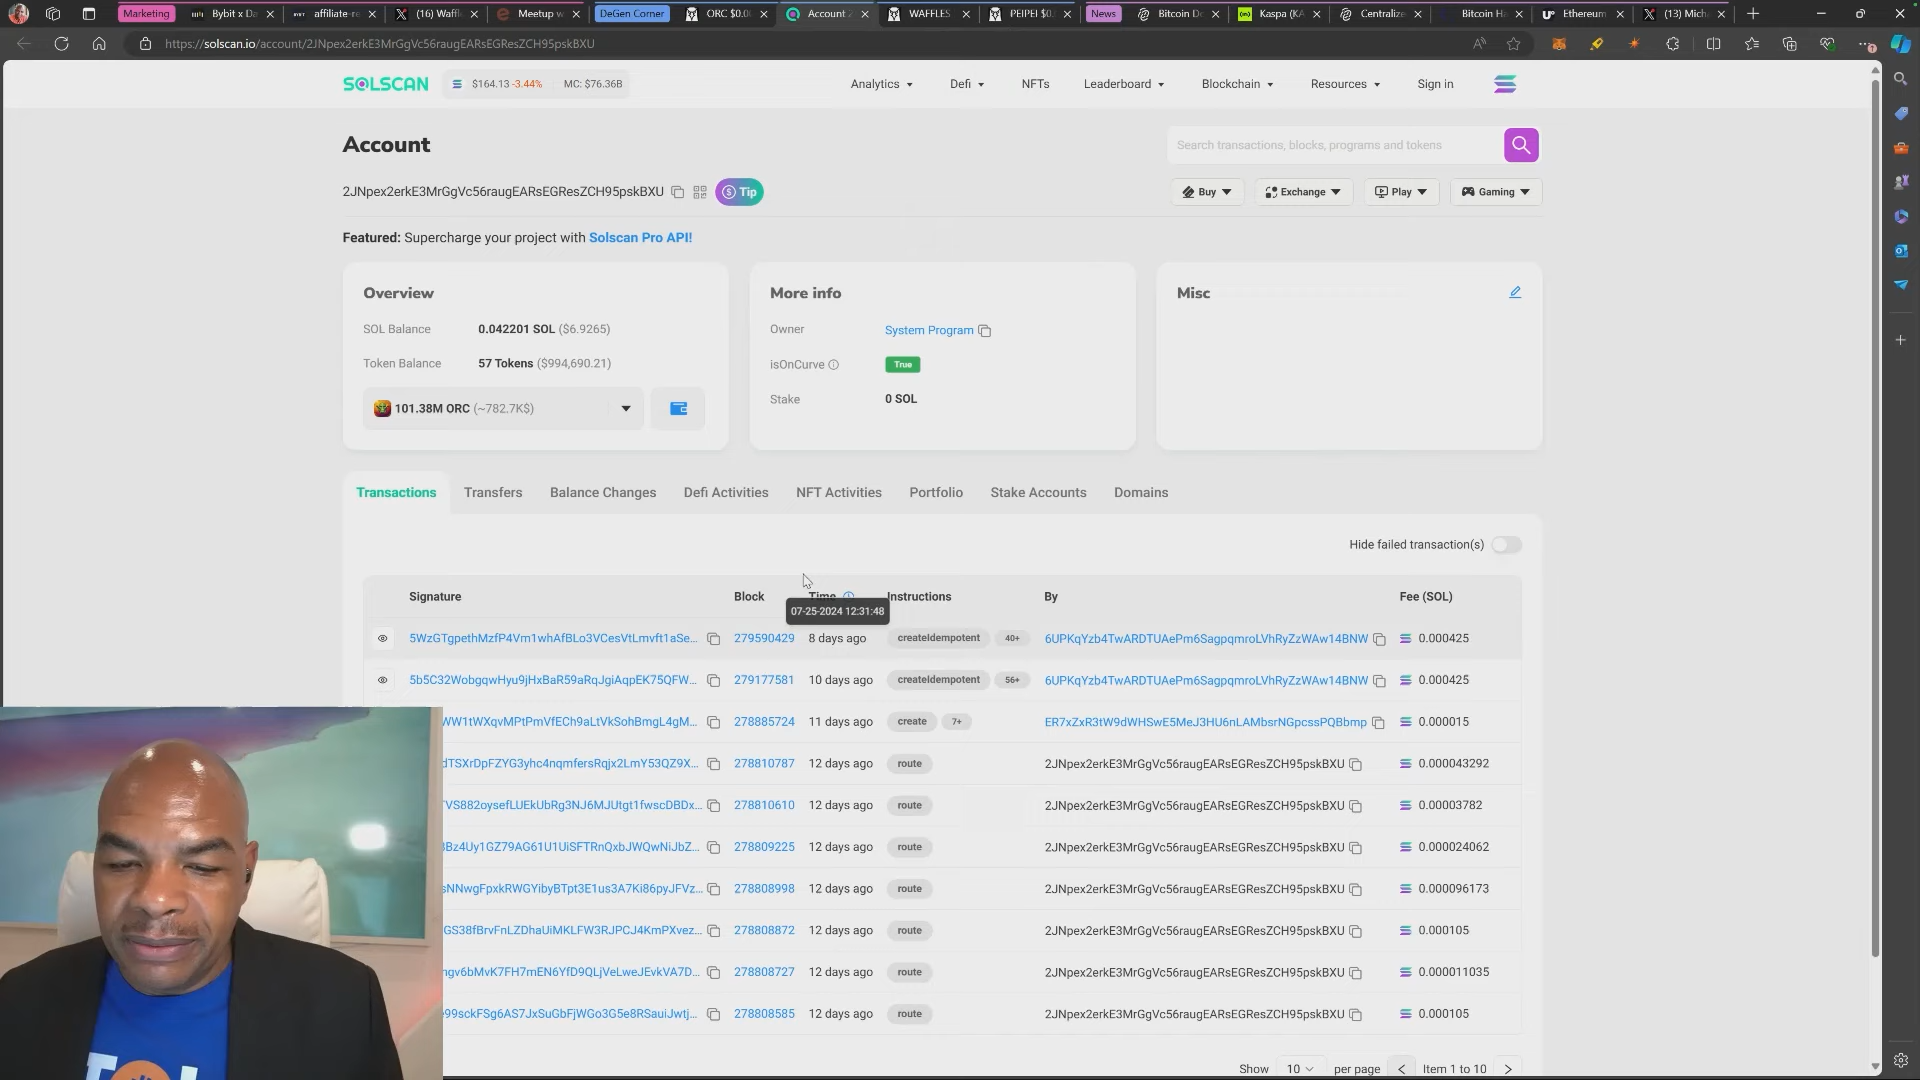 Marketing
Bybit x Da
affiliate-re
(16) Waffl
Meetup w
DeGen Corner
ORC $0.0
Account
WAFFLES
PEIPEI $0.
News
Bitcoin Do
Kaspa (KA
Centralize
Bitcoin Ha
Ethereum
(13) Mich
https://solscan.io/account/2JNpex2erkE3MrGgVc56raugEARsEGResZCH95pskBXU
SOLSCAN
$164.13 -3.44%
MC: $76.36B
Analytics
Defi
NFTs
Leaderboard
Blockchain
Resources
Sign in
Account
Search transactions, blocks, programs and tokens
2JNpex2erkE3MrGgVc56raugEARsEGResZCH95pskBXU
Tip
Buy
Exchange
Play
Gaming
Featured: Supercharge your project with Solscan Pro API!
Overview
SOL Balance 0.042201 SOL ($6.9265)
Token Balance 57 Tokens ($994,690.21)
101.38M ORC (~782.7K$)
More info
Owner System Program
isOnCurve True
Stake 0 SOL
Misc
Transactions Transfers Balance Changes Defi Activities NFT Activities Portfolio Stake Accounts Domains
Hide failed transaction(s)
Signature Block Time Instructions By Fee (SOL)
07-25-2024 12:31:48
5WzGTgpethMzfP4Vm1whAfBLo3VCesVtLmvft1aSe... 279590429 8 days ago createIdempotent 40+ 6UPKqYzb4TwARDTUAePm6SagpqmroLVhRyZzWAw14BNW 0.000425
5b5C32WobgqwHyu9jHxBaR59aRqJgiAqpEK75QFW... 279177581 10 days ago createIdempotent 56+ 6UPKqYzb4TwARDTUAePm6SagpqmroLVhRyZzWAw14BNW 0.000425
WW1tWXqvMPtPmVfECh9aLtVkSohBmgL4gM... 278885724 11 days ago create 7+ ER7xZxR3tW9dWHSwE5MeJ3HU6nLAMbsrNGpcssPQBbmp 0.000015
dTSXrDpFZYG3yhc4nqmfersRqjx2LmY53QZ9X... 278810787 12 days ago route 2JNpex2erkE3MrGgVc56raugEARsEGResZCH95pskBXU 0.000043292
VS882oysefLUEkUbRg3NJ6MJUtgt1fwscDBDx... 278810610 12 days ago route 2JNpex2erkE3MrGgVc56raugEARsEGResZCH95pskBXU 0.00003782
Bz4Uy1GZ79AG61U1UiSFTRnQxbJWQwNiJbZ... 278809225 12 days ago route 2JNpex2erkE3MrGgVc56raugEARsEGResZCH95pskBXU 0.000024062
sNNwgFpxkRWGYibyBTpt3E1us3A7Ki86pyJFVz... 278808998 12 days ago route 2JNpex2erkE3MrGgVc56raugEARsEGResZCH95pskBXU 0.000096173
GS38fBrvFnLZDhaUiMKLFW3RJPCJ4KmPXvez... 278808872 12 days ago route 2JNpex2erkE3MrGgVc56raugEARsEGResZCH95pskBXU 0.000105
ngv6bMvK7FH7mEN6YfD9QLjVeLweJEvkVA7D... 278808727 12 days ago route 2JNpex2erkE3MrGgVc56raugEARsEGResZCH95pskBXU 0.000011035
e99sckFSg6AS7JxSuGbFjWGo3G5e8RSauiJwtj... 278808585 12 days ago route 2JNpex2erkE3MrGgVc56raugEARsEGResZCH95pskBXU 0.000105
Show 10 per page Item 1 to 10